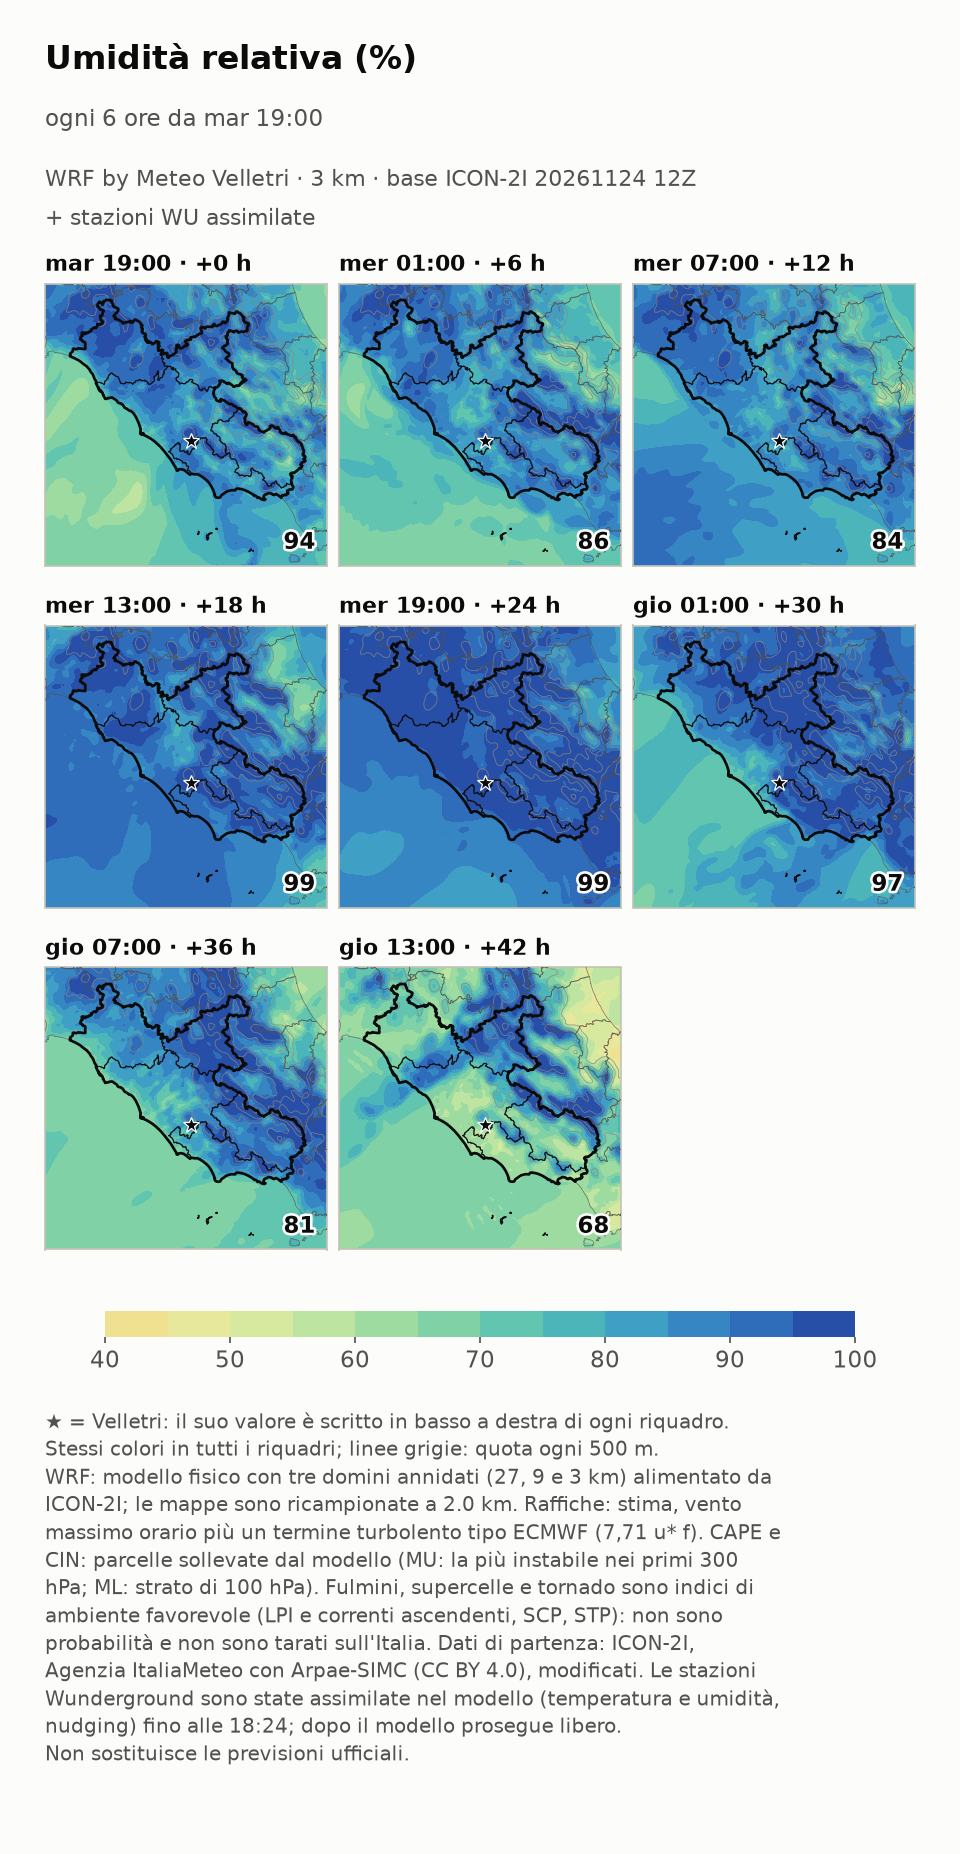 Umidità relativa (%)
ogni 6 ore da mar 19:00
WRF by Meteo Velletri · 3 km · base ICON-2I 20261124 12Z
+ stazioni WU assimilate
mar 19:00 · +0 h
mer 01:00 · +6 h
mer 07:00 · +12 h
94
86
84
mer 13:00 · +18 h
mer 19:00 · +24 h
gio 01:00 · +30 h
99
99
97
gio 07:00 · +36 h
gio 13:00 · +42 h
81
68
40 50 60 70 80 90 100
★ = Velletri: il suo valore è scritto in basso a destra di ogni riquadro.
Stessi colori in tutti i riquadri; linee grigie: quota ogni 500 m.
WRF: modello fisico con tre domini annidati (27, 9 e 3 km) alimentato da
ICON-2I; le mappe sono ricampionate a 2.0 km. Raffiche: stima, vento
massimo orario più un termine turbolento tipo ECMWF (7,71 u* f). CAPE e
CIN: parcelle sollevate dal modello (MU: la più instabile nei primi 300
hPa; ML: strato di 100 hPa). Fulmini, supercelle e tornado sono indici di
ambiente favorevole (LPI e correnti ascendenti, SCP, STP): non sono
probabilità e non sono tarati sull'Italia. Dati di partenza: ICON-2I,
Agenzia ItaliaMeteo con Arpae-SIMC (CC BY 4.0), modificati. Le stazioni
Wunderground sono state assimilate nel modello (temperatura e umidità,
nudging) fino alle 18:24; dopo il modello prosegue libero.
Non sostituisce le previsioni ufficiali.